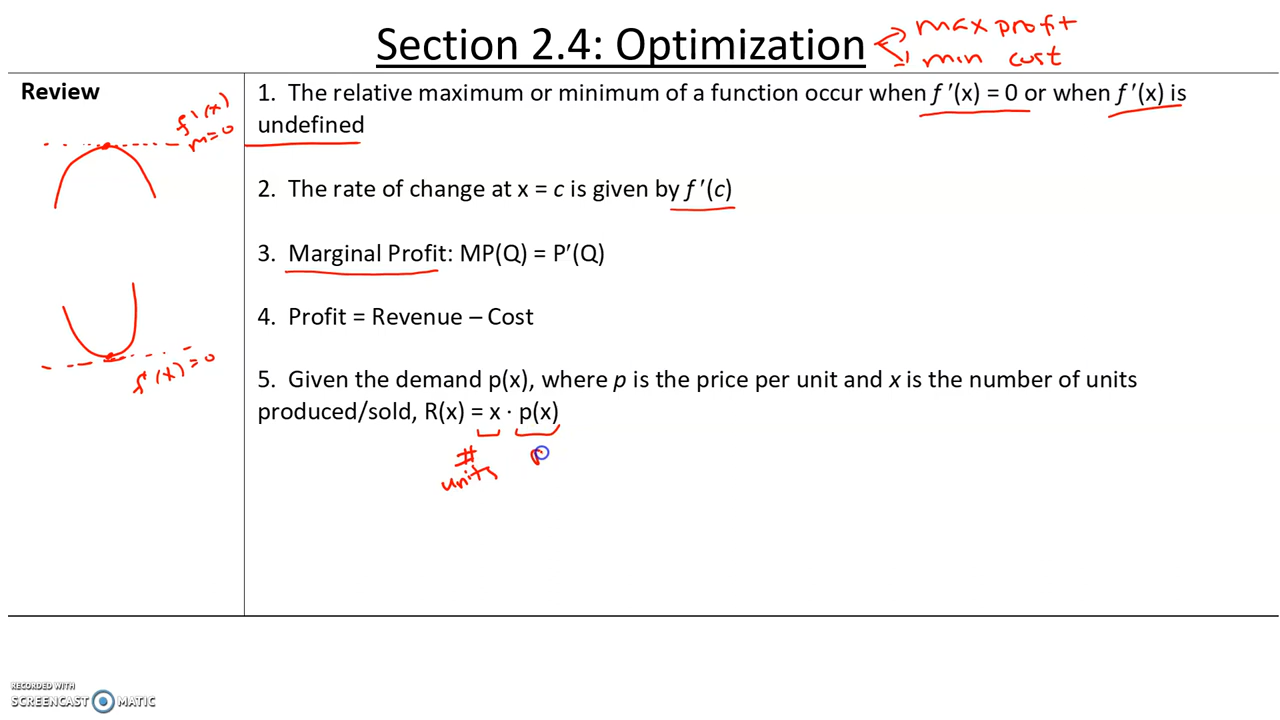 Section 2.4: Optimization
max profit
min cost
Review
f'(x)
m=0
f'(x)=0
1. The relative maximum or minimum of a function occur when f ′(x) = 0 or when f ′(x) is
undefined
2. The rate of change at x = c is given by f ′(c)
3. Marginal Profit: MP(Q) = P′(Q)
4. Profit = Revenue – Cost
5. Given the demand p(x), where p is the price per unit and x is the number of units
produced/sold, R(x) = x · p(x)
#
units
RECORDED WITH
SCREENCAST MATIC